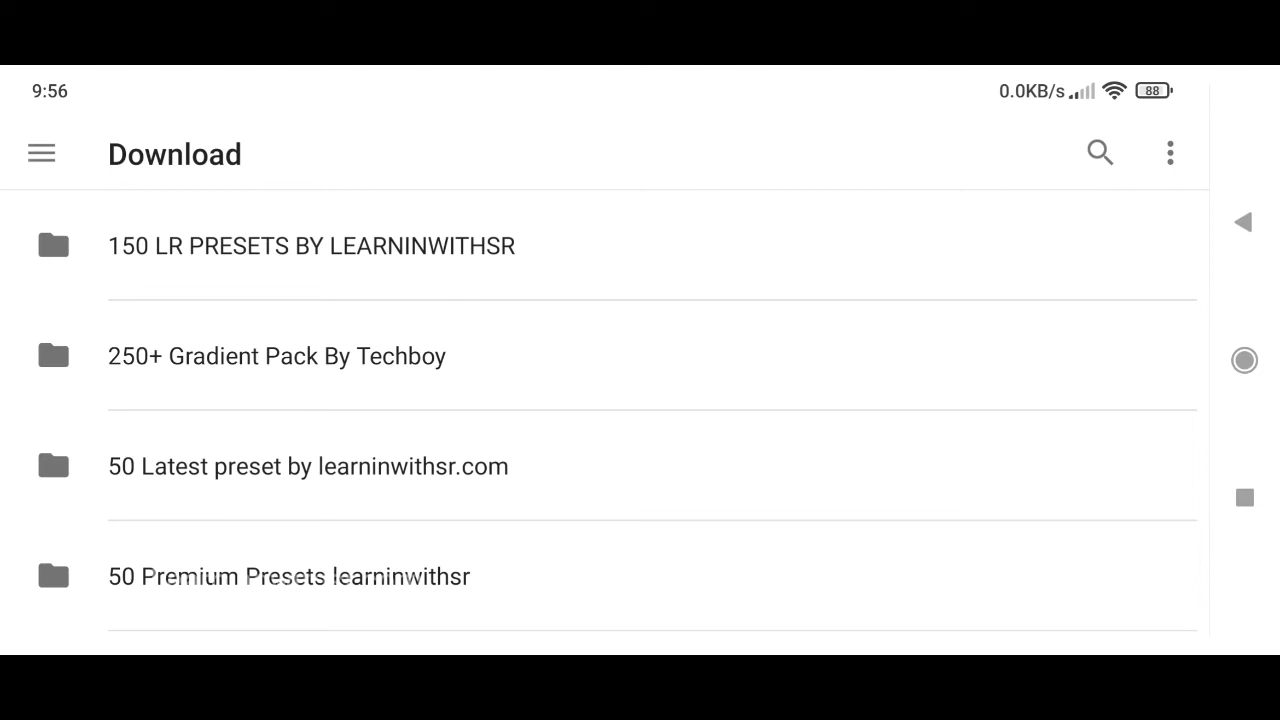 9:56
0.0KB/s
88
Download
150 LR PRESETS BY LEARNINWITHSR
250+ Gradient Pack By Techboy
50 Latest preset by learninwithsr.com
50 Premium Presets learninwithsr